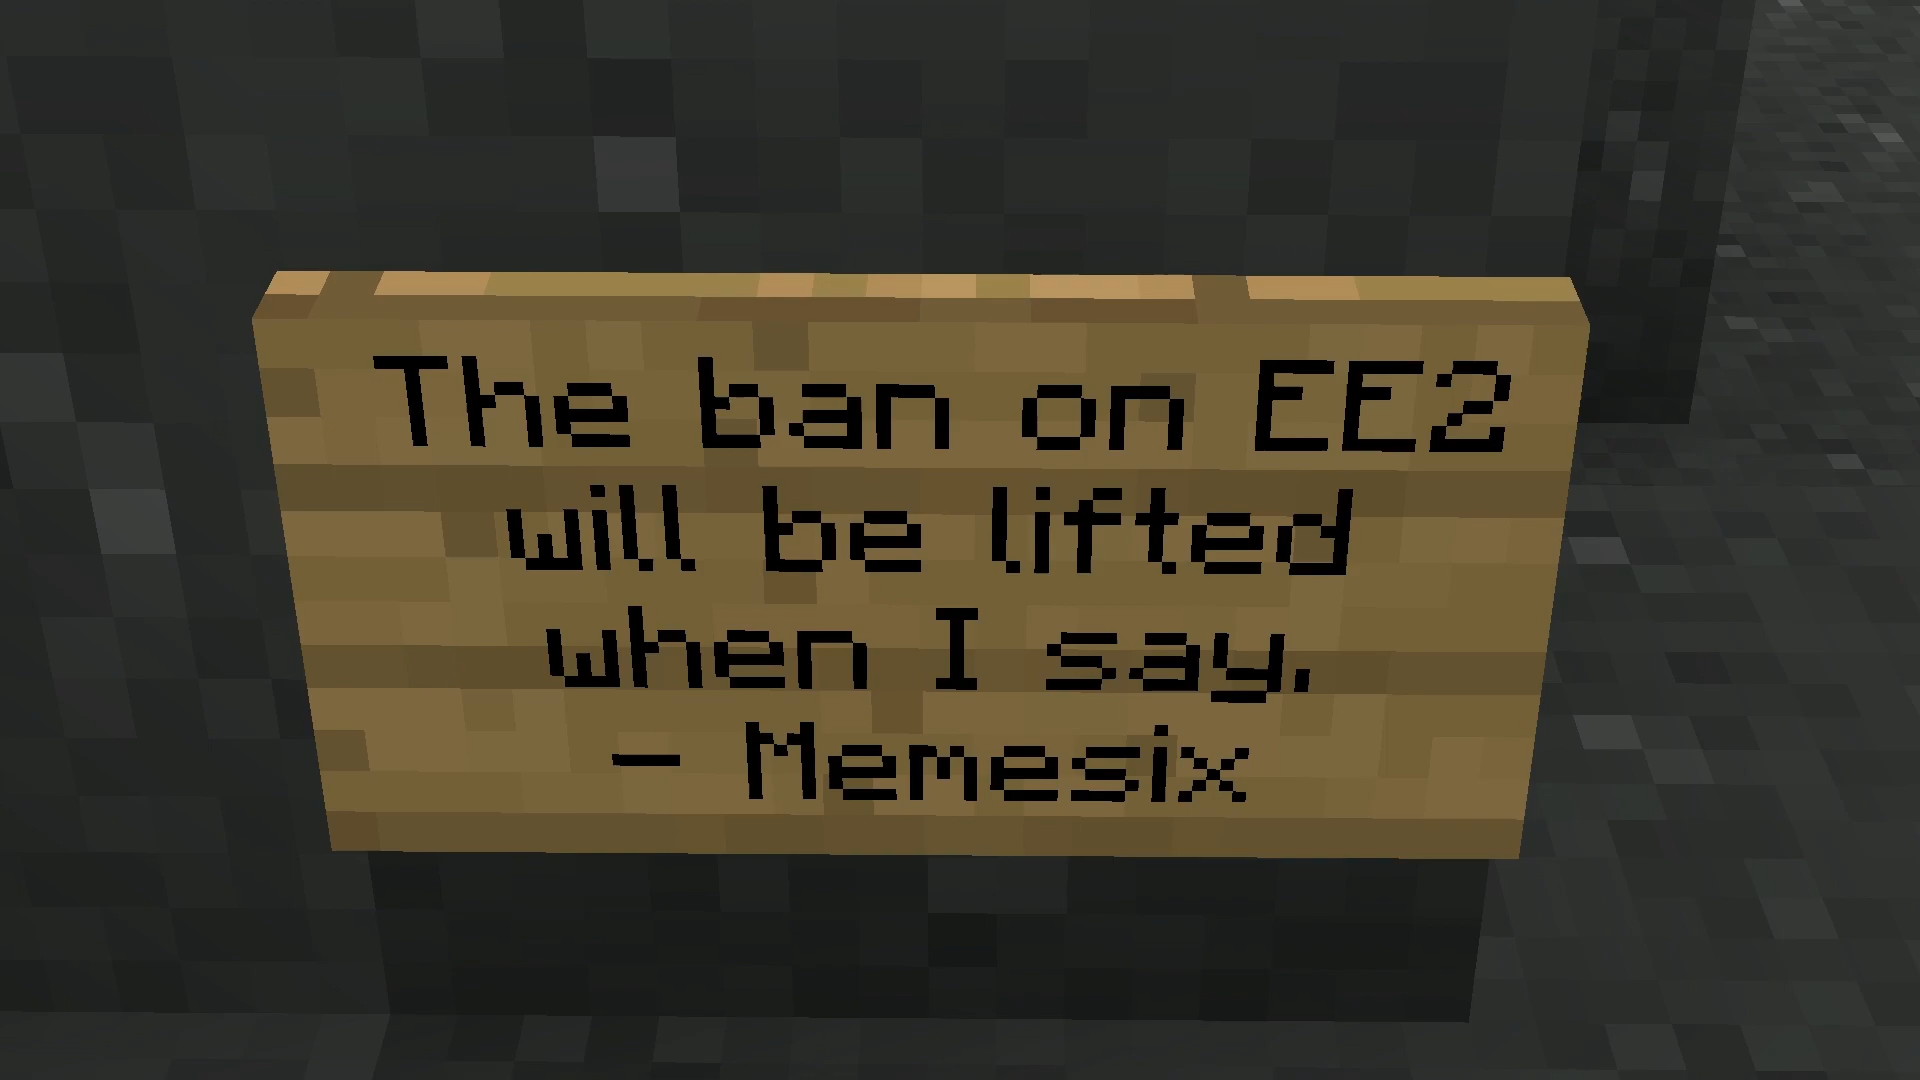 The ban on EE2
will be lifted
when I say,
- Memesix